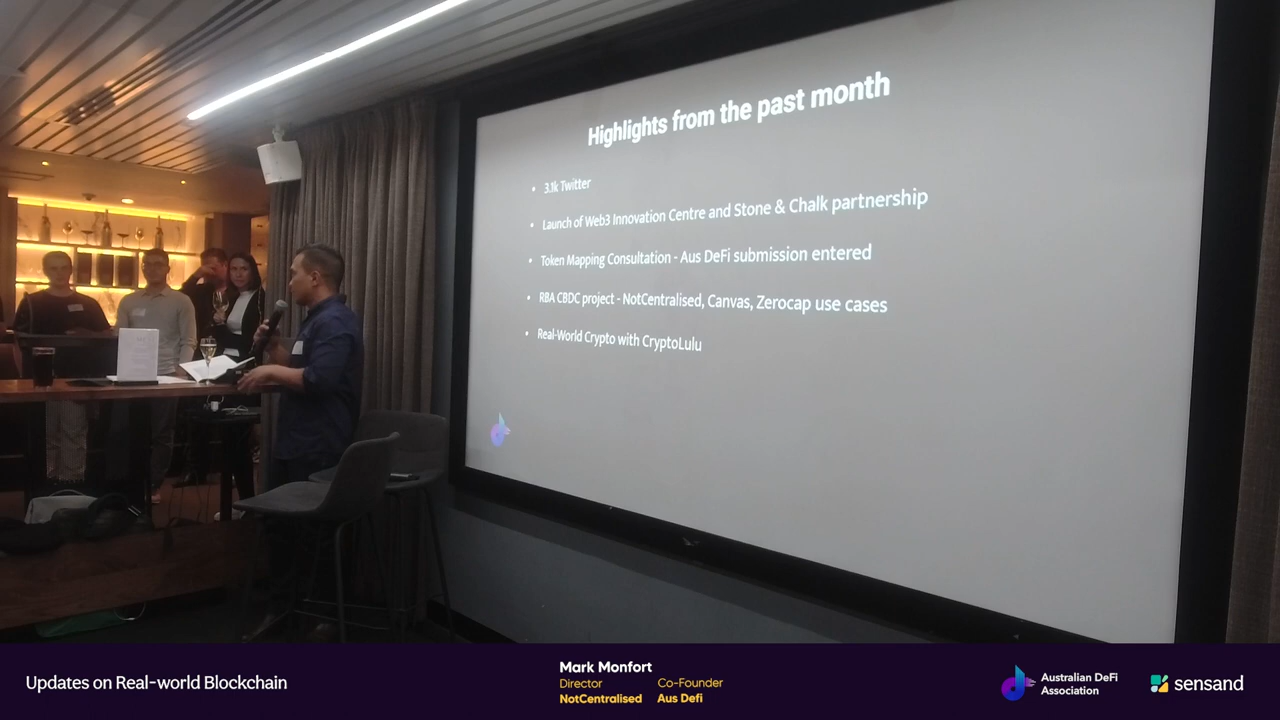 Highlights from the past month
• 3.1k Twitter
• Launch of Web3 Innovation Centre and Stone & Chalk partnership
• Token Mapping Consultation - Aus DeFi submission entered
• RBA CBDC project - NotCentralised, Canvas, Zerocap use cases
• Real-World Crypto with CryptoLulu
Updates on Real-world Blockchain
Mark Monfort
Director
NotCentralised
Co-Founder
Aus Defi
Australian DeFi
Association
sensand